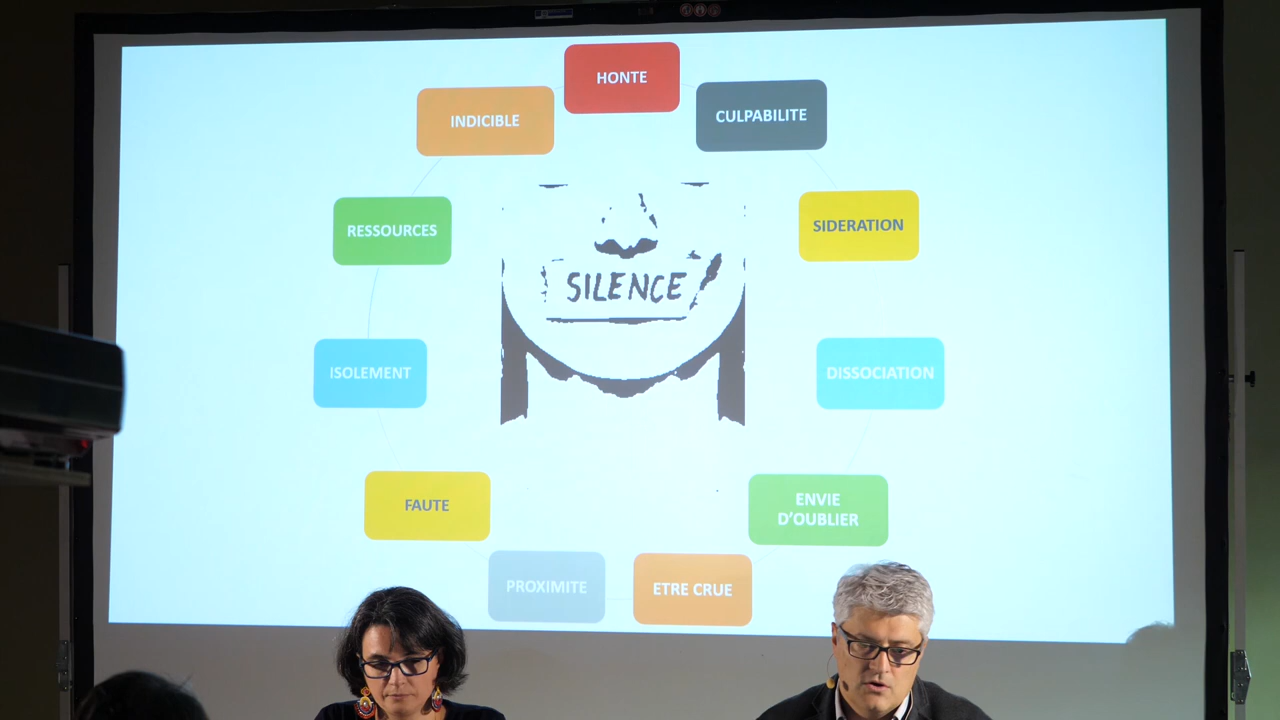 HONTE
INDICIBLE
CULPABILITE
RESSOURCES
SIDERATION
SILENCE
ISOLEMENT
DISSOCIATION
FAUTE
ENVIE
D'OUBLIER
PROXIMITE
ETRE CRUE